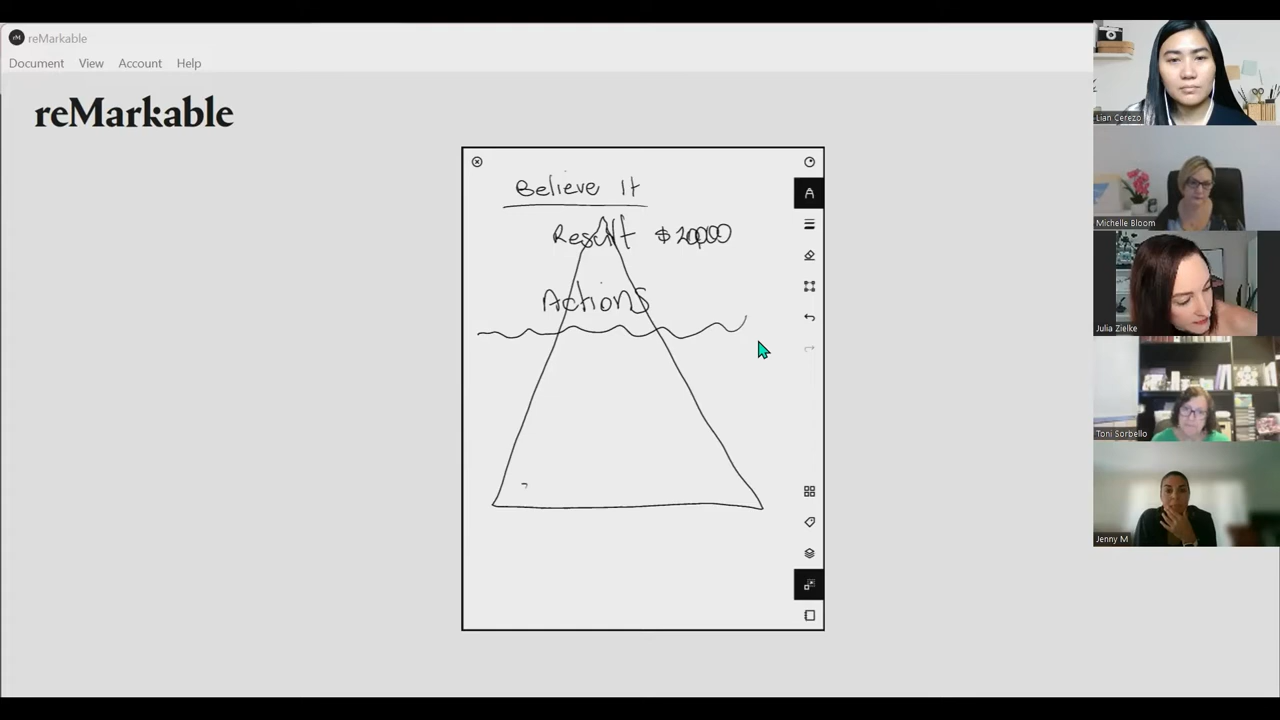 reMarkable
Document View Account Help
reMarkable
Believe It
Result $20000
Actions
Lian Cerezo
Michelle Bloom
Julia Zielke
Toni Sorbello
Jenny M